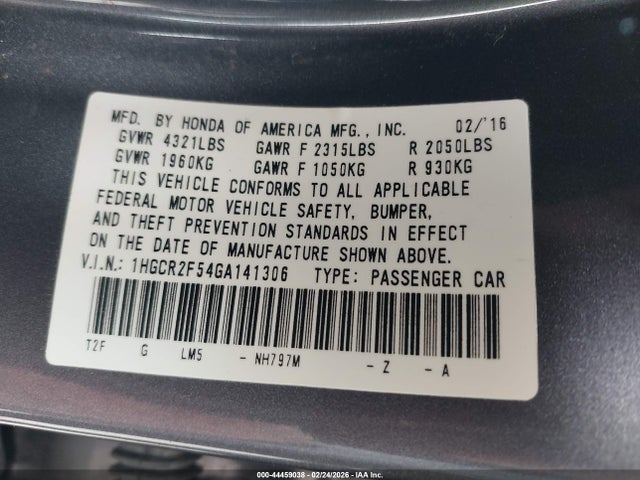 MFD. BY HONDA OF AMERICA MFG., INC. 02/'16
GVWR 4321LBS GAWR F 2315LBS R 2050LBS
GVWR 1960KG GAWR F 1050KG R 930KG
THIS VEHICLE CONFORMS TO ALL APPLICABLE
FEDERAL MOTOR VEHICLE SAFETY, BUMPER,
AND THEFT PREVENTION STANDARDS IN EFFECT
ON THE DATE OF MANUFACTURE SHOWN ABOVE.
V.I.N.: 1HGCR2F54GA141306 TYPE: PASSENGER CAR
T2F G LM5 - NH797M - Z - A
000-44459038 - 02/24/2026 - IAA Inc.